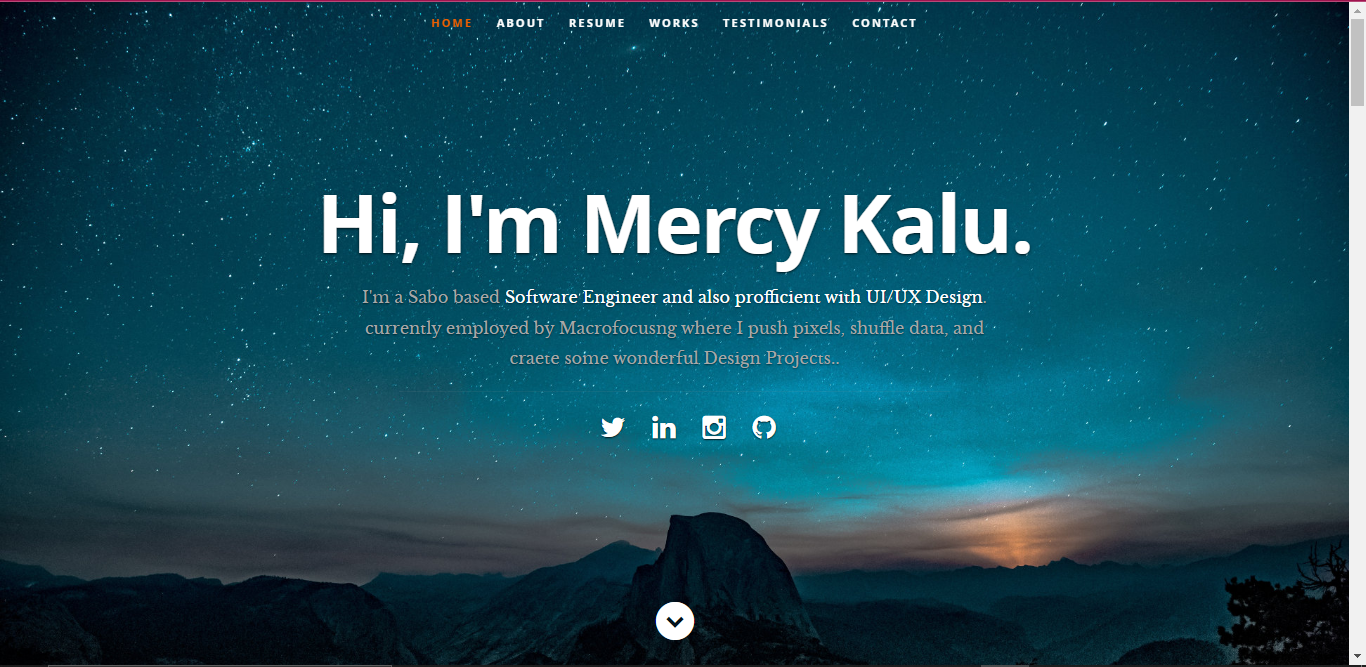 HOME ABOUT RESUME WORKS TESTIMONIALS CONTACT
Hi, I'm Mercy Kalu.
I'm a Sabo based Software Engineer and also profficient with UI/UX Design.
currently employed by Macrofocusng where I push pixels, shuffle data, and
craete some wonderful Design Projects..
in